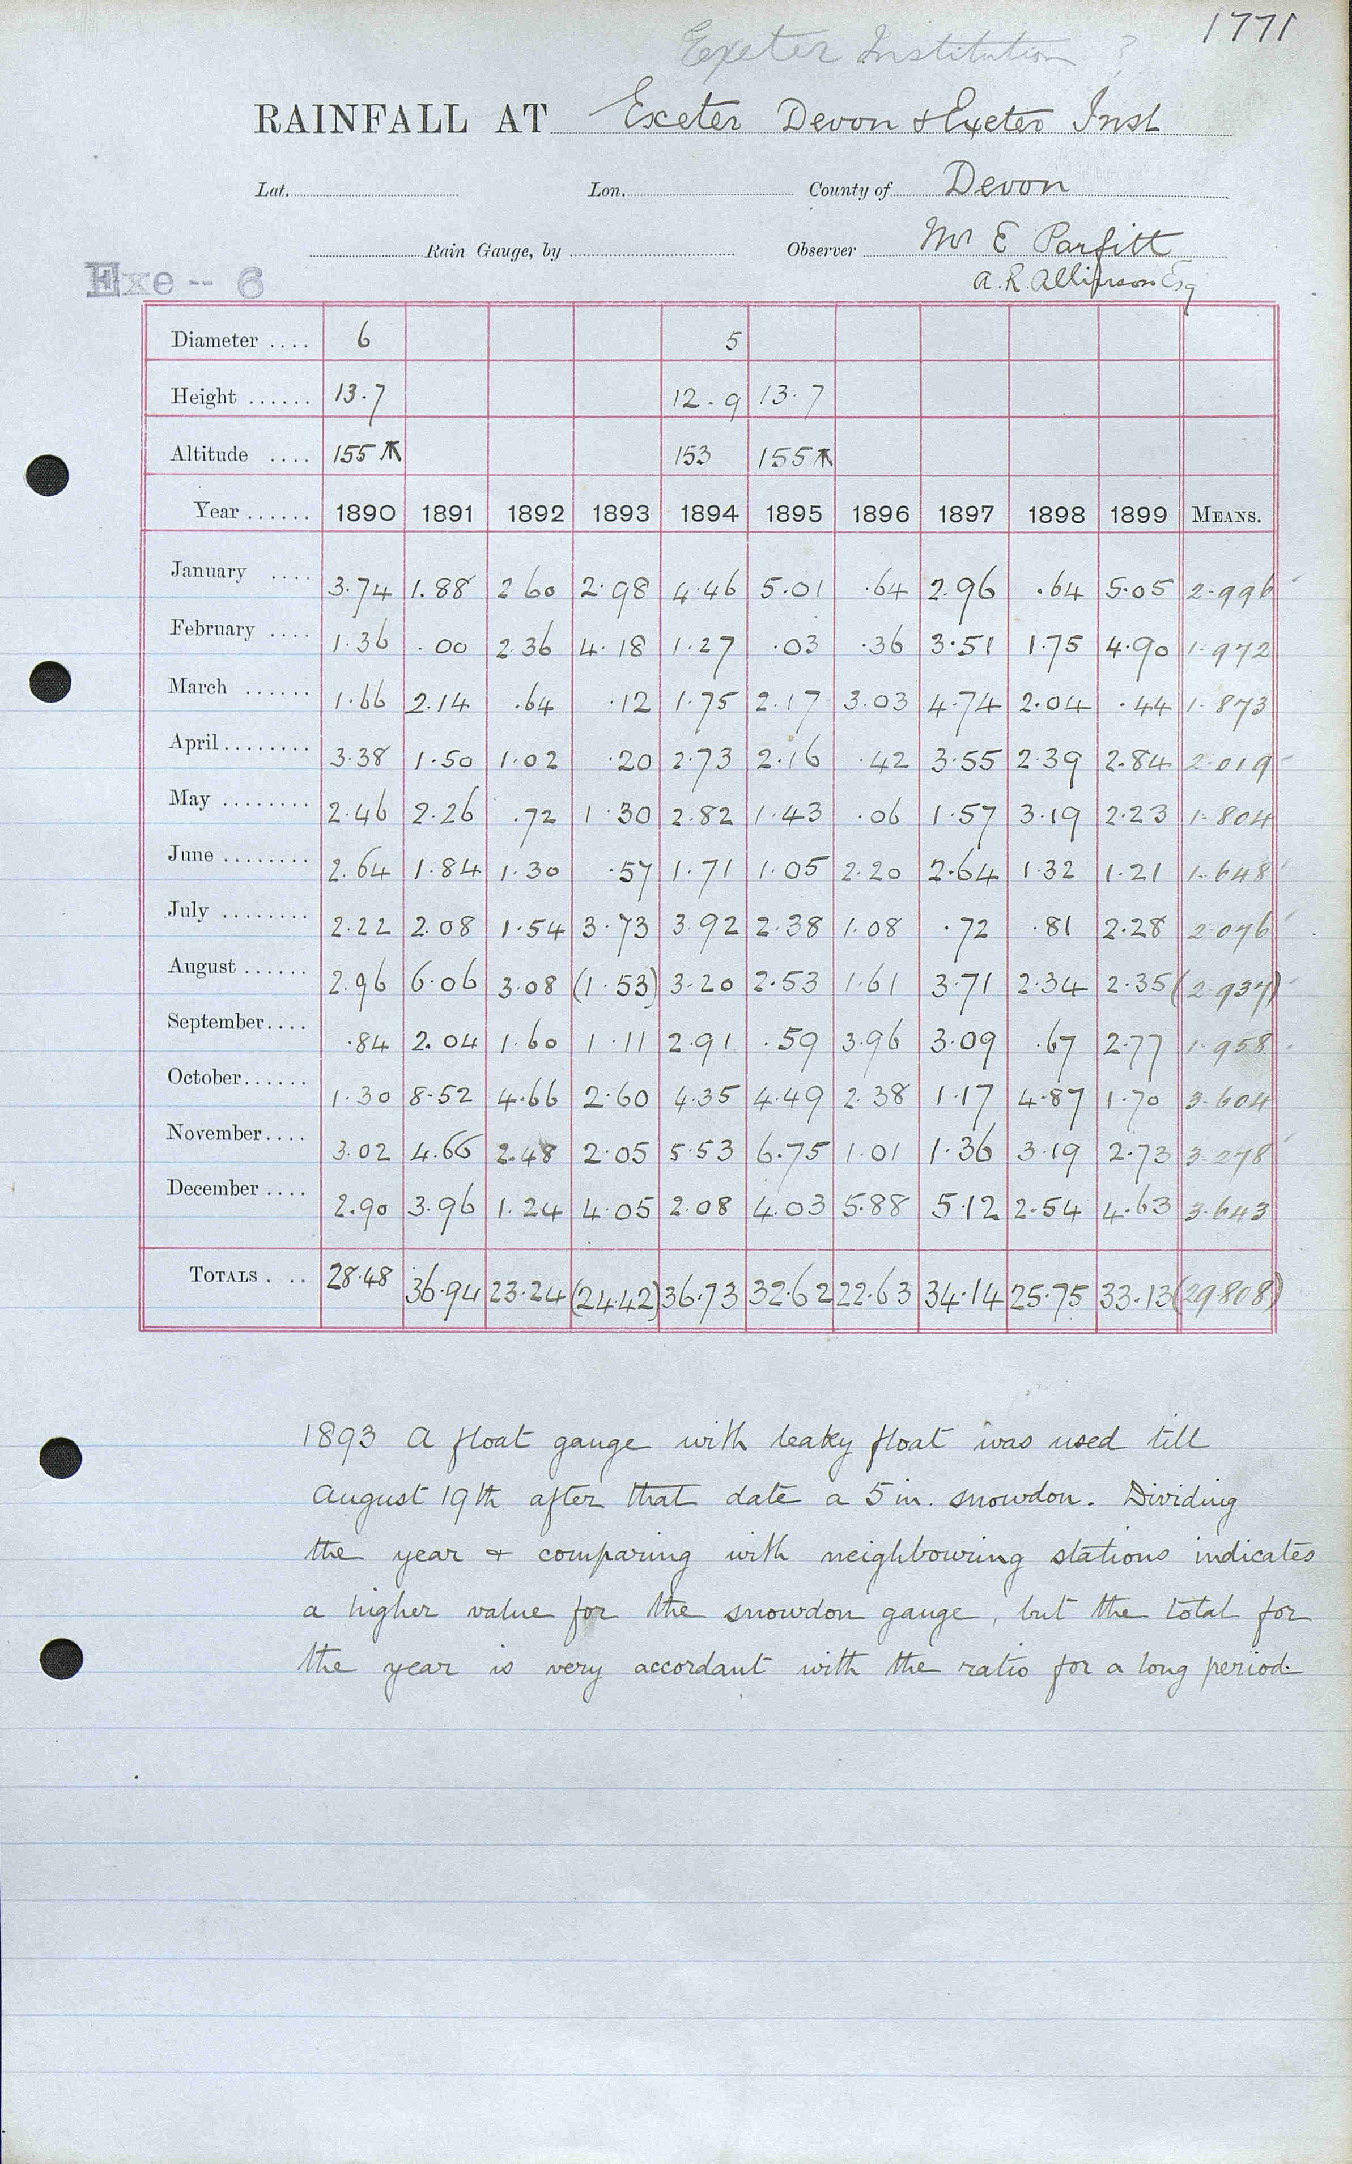 1771
Exeter Institution ?
RAINFALL AT Exeter Devon & Exeter Inst
Lat. Lon. County of Devon
Rain Gauge, by Observer Mr E Parfitt
A. R. Allinson Esq
Exe -- 6
Diameter .... 6 5
Height ...... 13.7 12.9 13.7
Altitude .... 155 153 155
Year ...... 1890 1891 1892 1893 1894 1895 1896 1897 1898 1899 MEANS.
January .... 3.74 1.88 2.60 2.98 4.46 5.01 .64 2.96 .64 5.05 2.996
February .... 1.36 .00 2.36 4.18 1.27 .03 .36 3.51 1.75 4.90 1.972
March ...... 1.66 2.14 .64 .12 1.75 2.17 3.03 4.74 2.04 .44 1.873
April ........ 3.38 1.50 1.02 .20 2.73 2.16 .42 3.55 2.39 2.84 2.019
May ........ 2.46 2.26 .72 1.30 2.82 1.43 .06 1.57 3.19 2.23 1.804
June ........ 2.64 1.84 1.30 .57 1.71 1.05 2.20 2.64 1.32 1.21 1.648
July ........ 2.22 2.08 1.54 3.73 3.92 2.38 1.08 .72 .81 2.28 2.076
August ...... 2.96 6.06 3.08 (1.53) 3.20 2.53 1.61 3.71 2.34 2.35 (2.937)
September .... .84 2.04 1.60 1.11 2.91 .59 3.96 3.09 .67 2.77 1.958
October ...... 1.30 8.52 4.66 2.60 4.35 4.49 2.38 1.17 4.87 1.70 3.604
November .... 3.02 4.66 2.48 2.05 5.53 6.75 1.01 1.36 3.19 2.73 3.278
December .... 2.90 3.96 1.24 4.05 2.08 4.03 5.88 5.12 2.54 4.63 3.643
TOTALS .... 28.48 36.94 23.24 (24.42) 36.73 32.62 22.63 34.14 25.75 33.13 (29.808)
1893 A float gauge with leaky float was used till
August 19th after that date a 5 in. snowdon. Dividing
the year & comparing with neighbouring stations indicates
a higher value for the snowdon gauge, but the total for
the year is very accordant with the ratio for a long period.